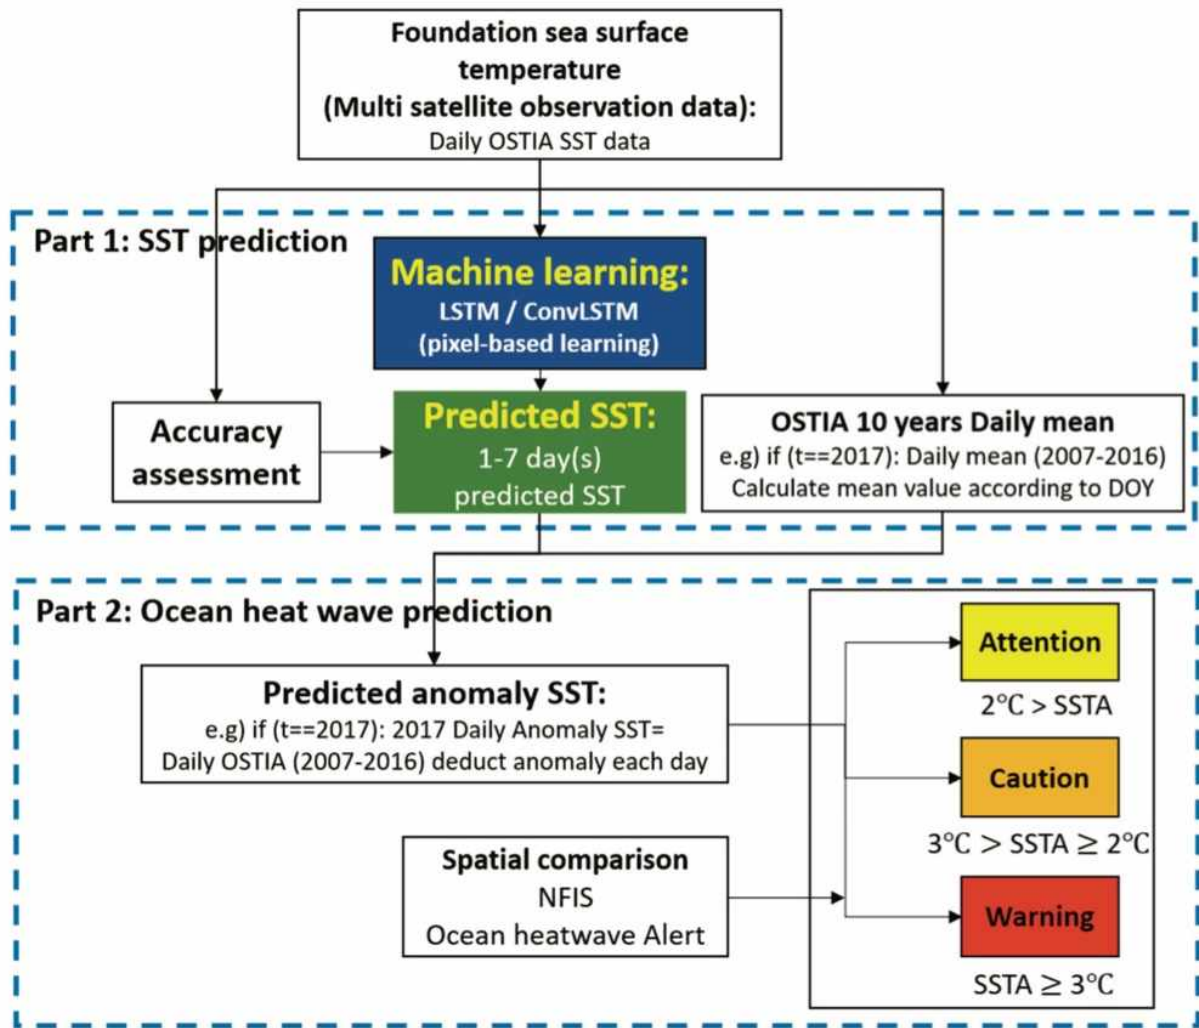 Foundation sea surface
temperature
(Multi satellite observation data):
Daily OSTIA SST data
Part 1: SST prediction
Machine learning:
LSTM / ConvLSTM
(pixel-based learning)
Accuracy
assessment
Predicted SST:
1-7 day(s)
predicted SST
OSTIA 10 years Daily mean
e.g) if (t==2017): Daily mean (2007-2016)
Calculate mean value according to DOY
Part 2: Ocean heat wave prediction
Predicted anomaly SST:
e.g) if (t==2017): 2017 Daily Anomaly SST=
Daily OSTIA (2007-2016) deduct anomaly each day
Spatial comparison
NFIS
Ocean heatwave Alert
Attention
2℃ > SSTA
Caution
3℃ > SSTA ≥ 2℃
Warning
SSTA ≥ 3℃